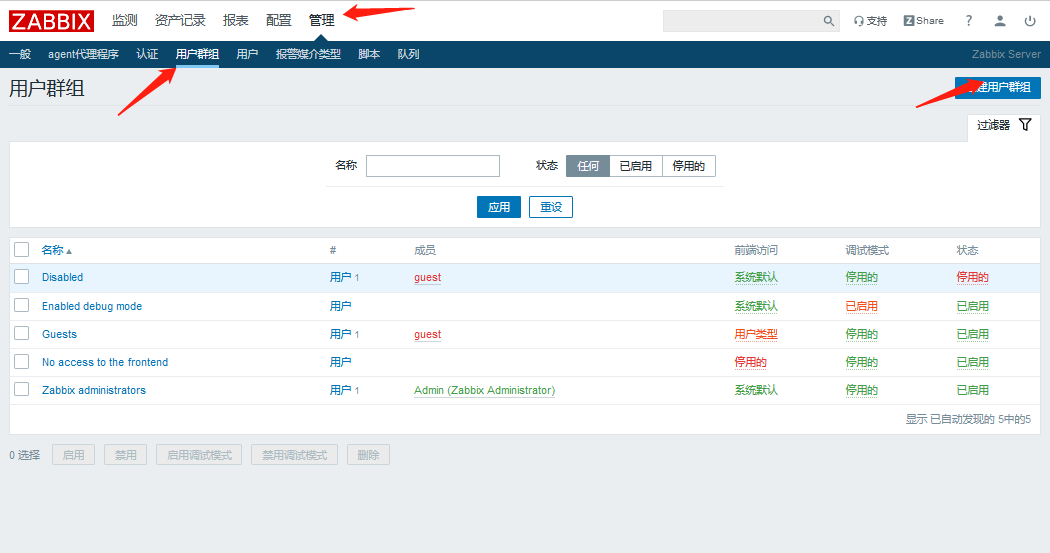 ZABBIX 监测 资产记录 报表 配置 管理 支持 Share ?
一般 agent代理程序 认证 用户群组 用户 报警媒介类型 脚本 队列 Zabbix Server
用户群组 建用户群组
过滤器
名称 状态 任何 已启用 停用的
应用 重设
名称 # 成员 前端访问 调试模式 状态
Disabled 用户 1 guest 系统默认 停用的 停用的
Enabled debug mode 用户 系统默认 已启用 已启用
Guests 用户 1 guest 用户类型 停用的 已启用
No access to the frontend 用户 停用的 停用的 已启用
Zabbix administrators 用户 1 Admin (Zabbix Administrator) 系统默认 停用的 已启用
显示 已自动发现的 5中的5
0 选择 启用 禁用 启用调试模式 禁用调试模式 删除